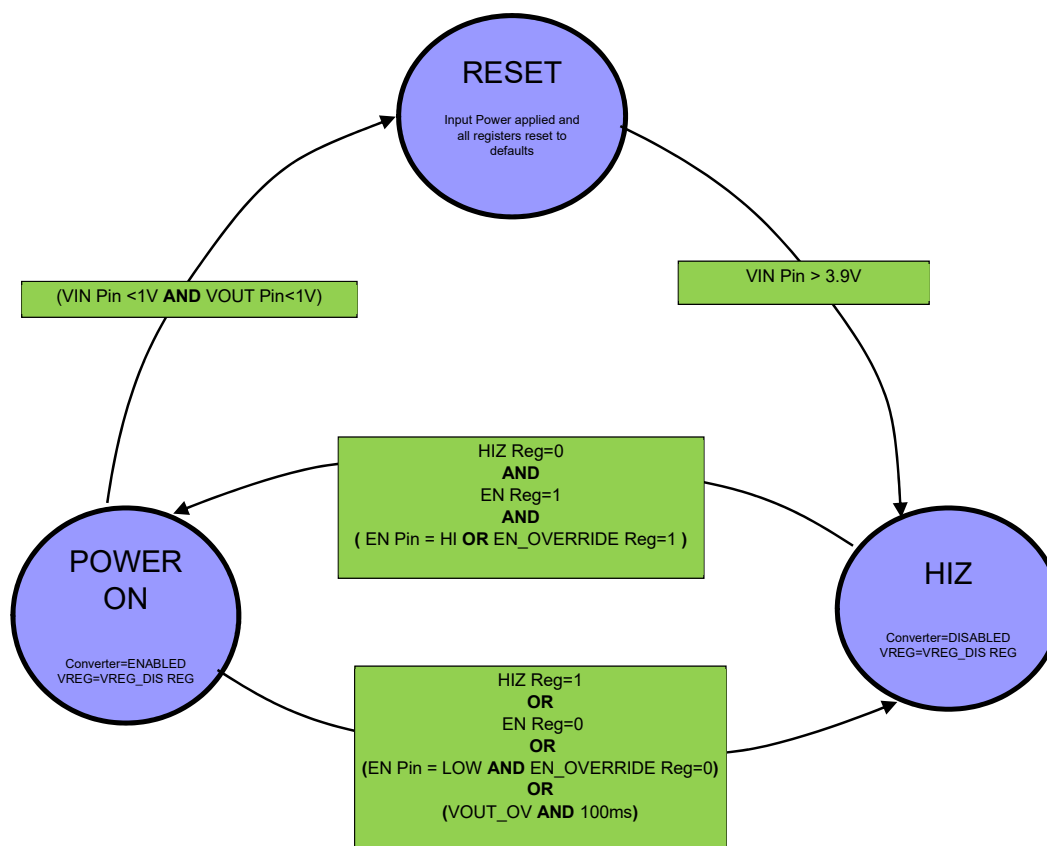 RESET
Input Power applied and
all registers reset to
defaults
(VIN Pin <1V AND VOUT Pin<1V)
VIN Pin > 3.9V
HIZ Reg=0
AND
EN Reg=1
AND
( EN Pin = HI OR EN_OVERRIDE Reg=1 )
POWER
ON
Converter=ENABLED
VREG=VREG_DIS REG
HIZ
Converter=DISABLED
VREG=VREG_DIS REG
HIZ Reg=1
OR
EN Reg=0
OR
(EN Pin = LOW AND EN_OVERRIDE Reg=0)
OR
(VOUT_OV AND 100ms)